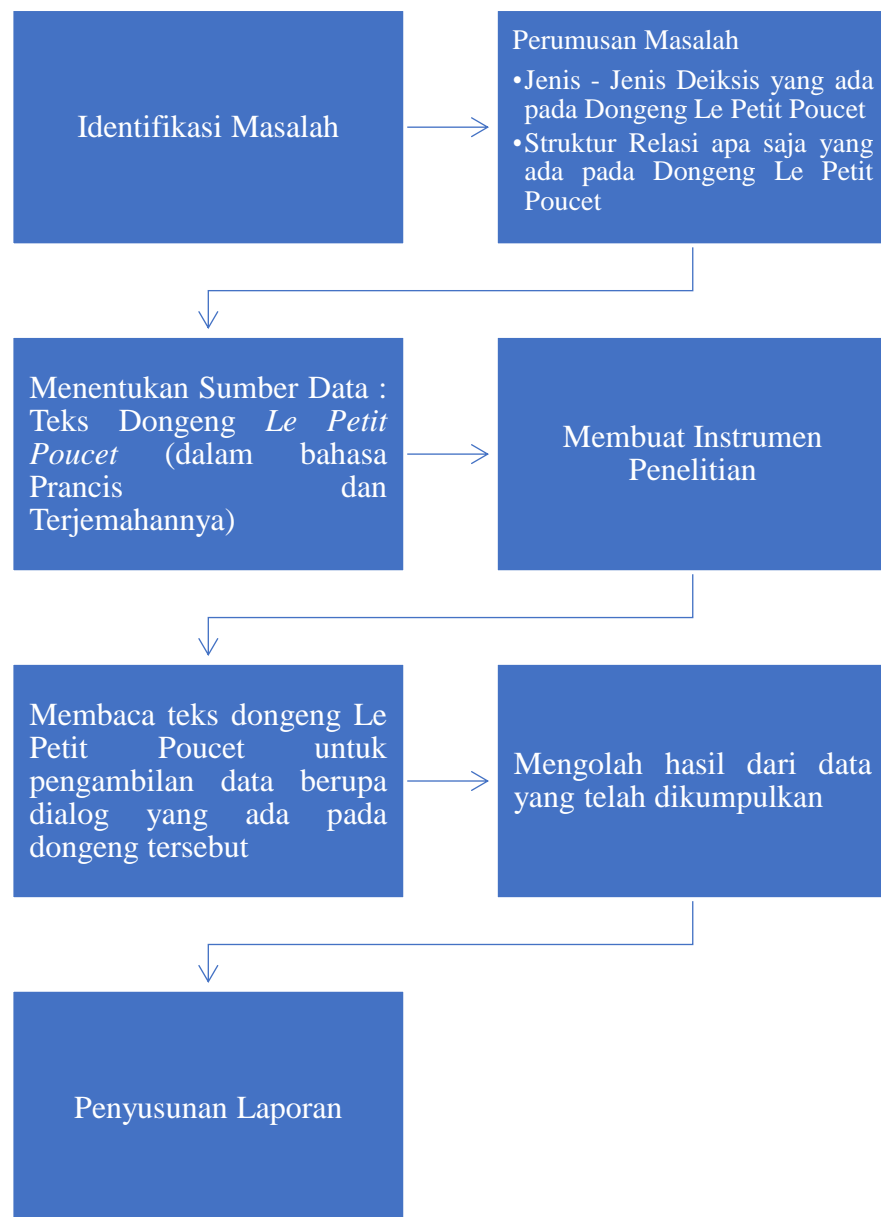 Identifikasi Masalah
Perumusan Masalah
•Jenis - Jenis Deiksis yang ada
pada Dongeng Le Petit Poucet
•Struktur Relasi apa saja yang
ada pada Dongeng Le Petit
Poucet
Menentukan Sumber Data :
Teks Dongeng Le Petit
Poucet (dalam bahasa
Prancis dan
Terjemahannya)
Membuat Instrumen
Penelitian
Membaca teks dongeng Le
Petit Poucet untuk
pengambilan data berupa
dialog yang ada pada
dongeng tersebut
Mengolah hasil dari data
yang telah dikumpulkan
Penyusunan Laporan